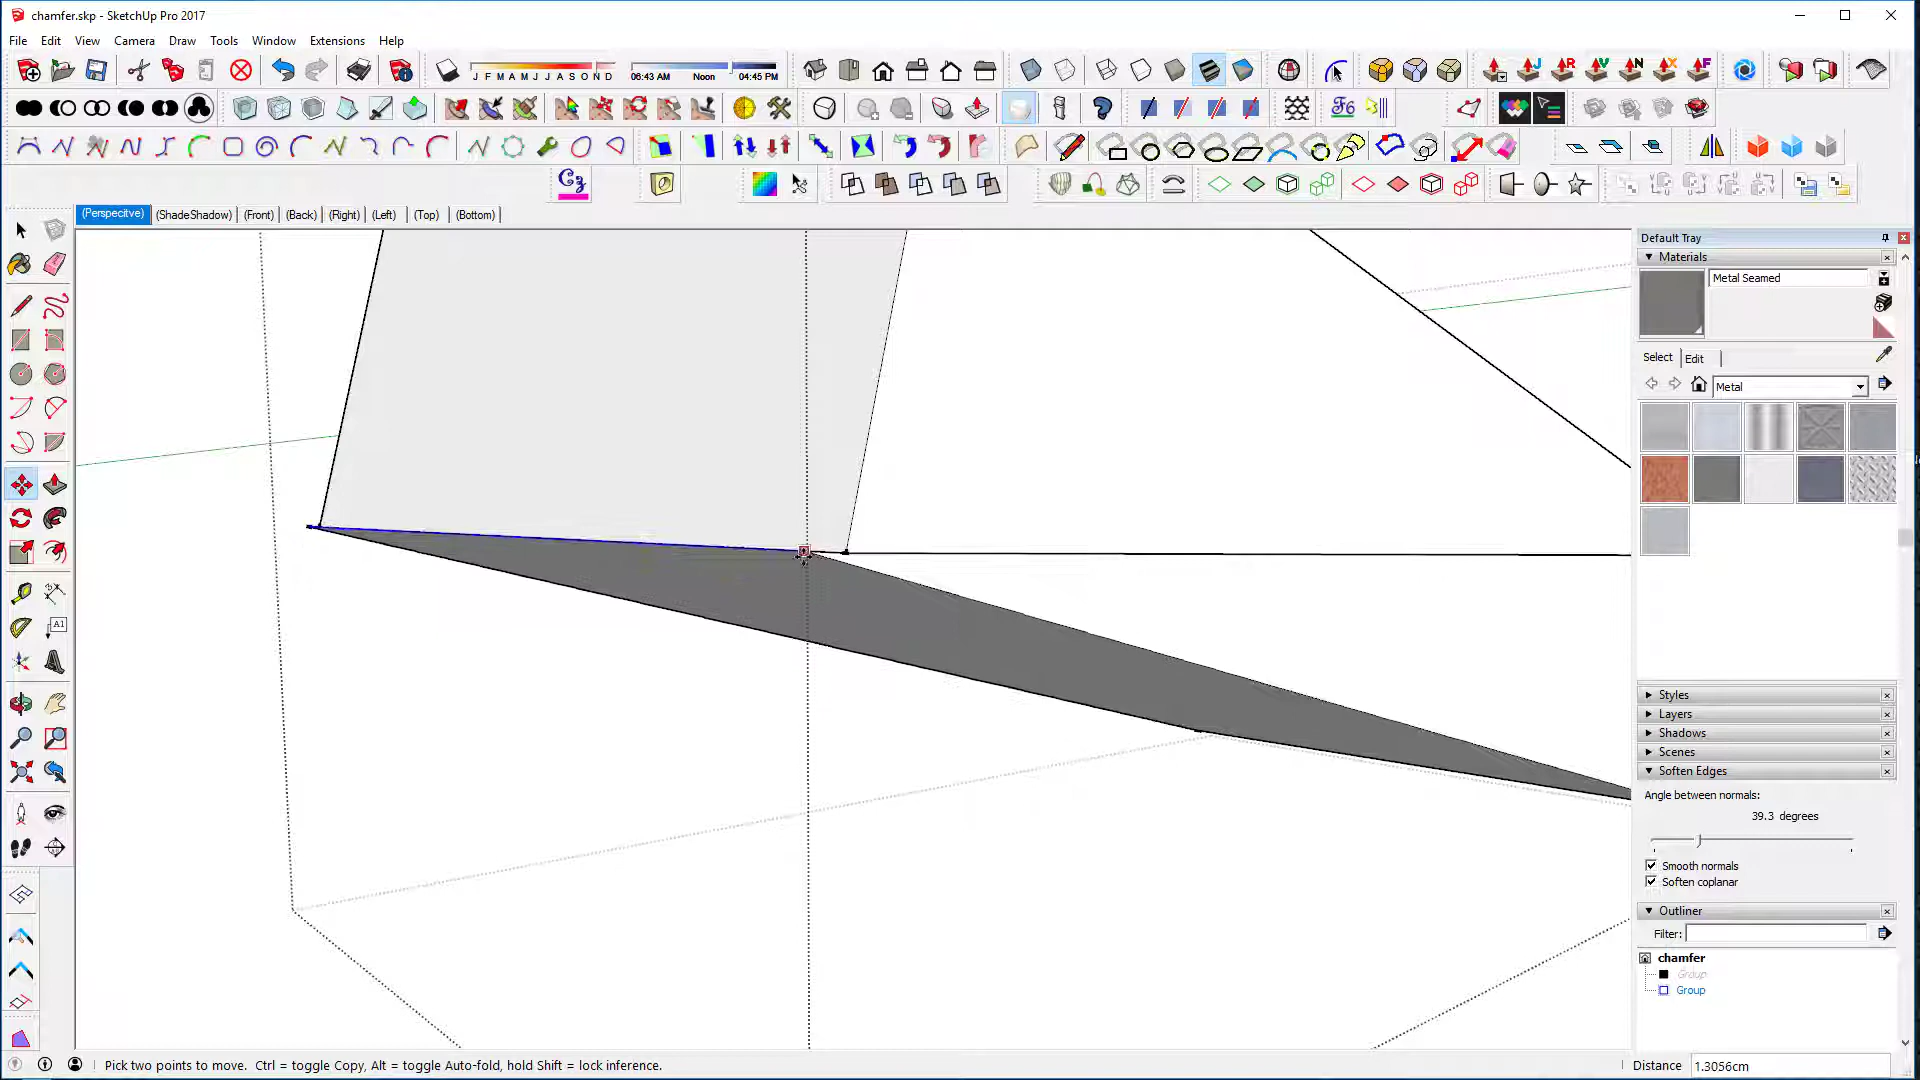 chamfer.skp - SketchUp Pro 2017
File Edit View Camera Draw Tools Window Extensions Help
J F M A M J J A S O N D 06:43 AM Noon 04:45 PM
J R V N X F
F6
Cz
(Perspecitve) (ShadeShadow) (Front) (Back) (Right) (Left) (Top) (Bottom)
Default Tray
Materials
Metal Seamed
Select Edit
Metal
A1
Styles
Layers
Shadows
Scenes
Soften Edges
Angle between normals:
39.3 degrees
Smooth normals
Soften coplanar
Outliner
Filter:
chamfer
Group
Group
Pick two points to move. Ctrl = toggle Copy, Alt = toggle Auto-fold, hold Shift = lock inference.
Distance 1.3056cm